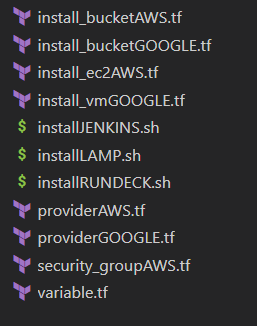 install_bucketAWS.tf
install_bucketGOOGLE.tf
install_ec2AWS.tf
install_vmGOOGLE.tf
$ installJENKINS.sh
$ installLAMP.sh
$ installRUNDECK.sh
providerAWS.tf
providerGOOGLE.tf
security_groupAWS.tf
variable.tf